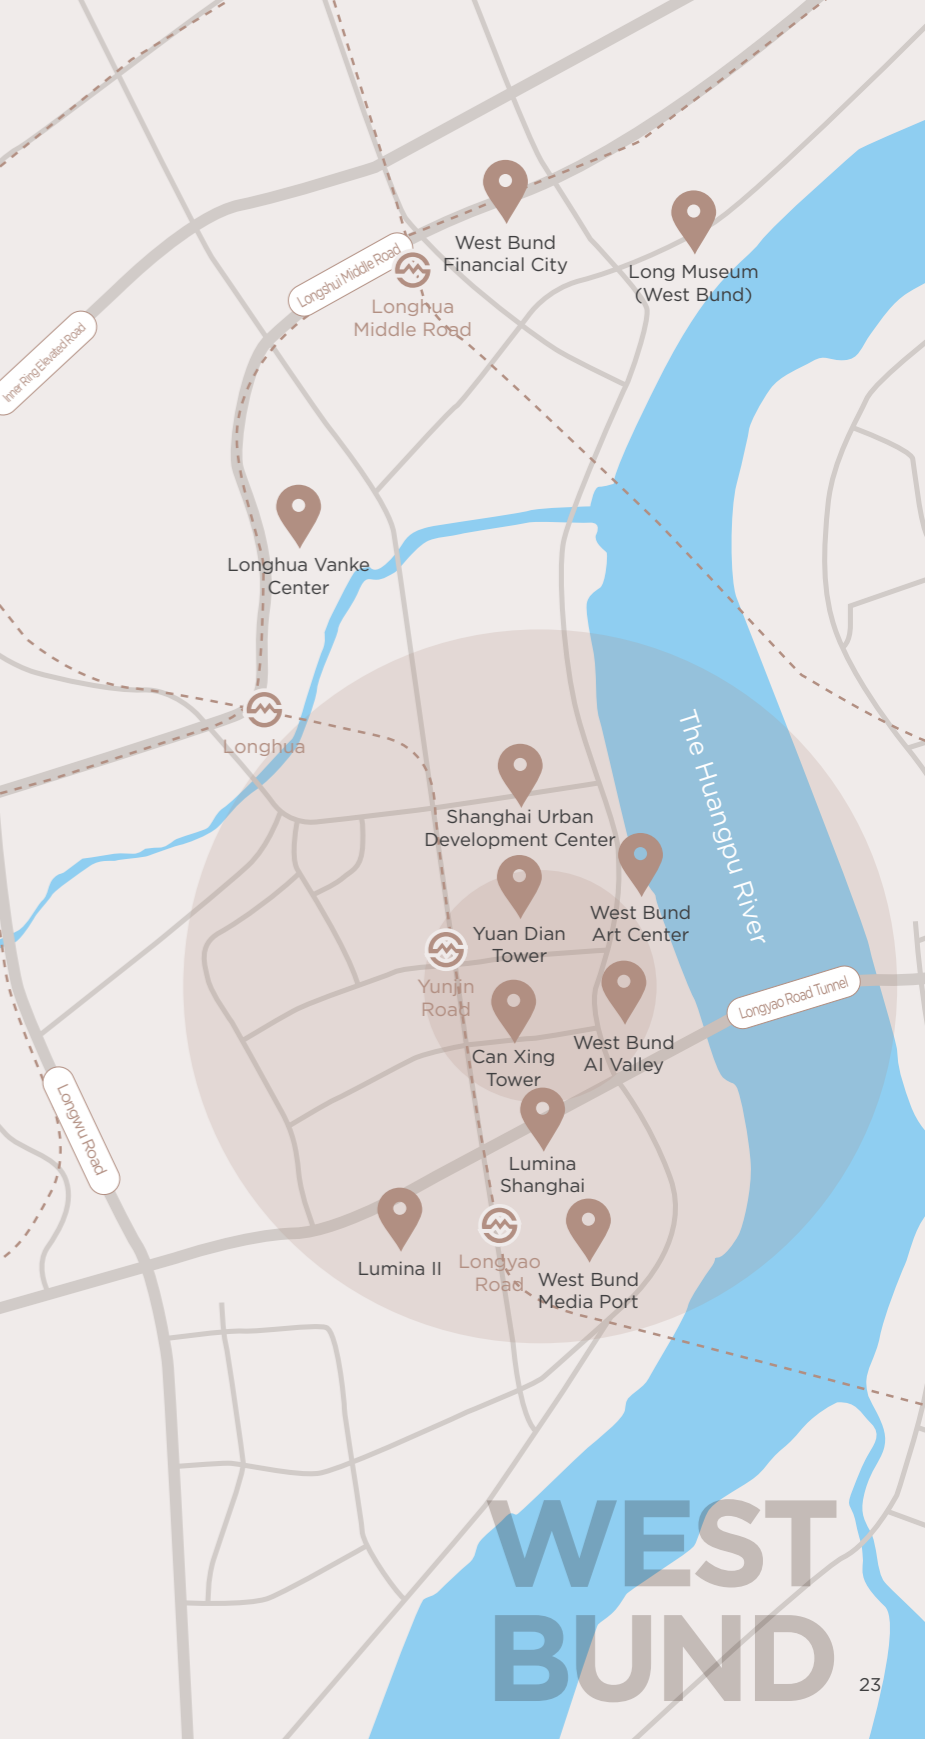 West Bund
Financial City
Long Museum
(West Bund)
Longshui Middle Road
Longhua
Middle Road
Inner Ring Elevated Road
Longhua Vanke
Center
Longhua
The Huangpu River
Shanghai Urban
Development Center
West Bund
Art Center
Yuan Dian
Tower
Yunjin
Road
Longyao Road Tunnel
West Bund
AI Valley
Can Xing
Tower
Longwu Road
Lumina
Shanghai
Lumina II
Longyao
Road
West Bund
Media Port
WEST
BUND
23